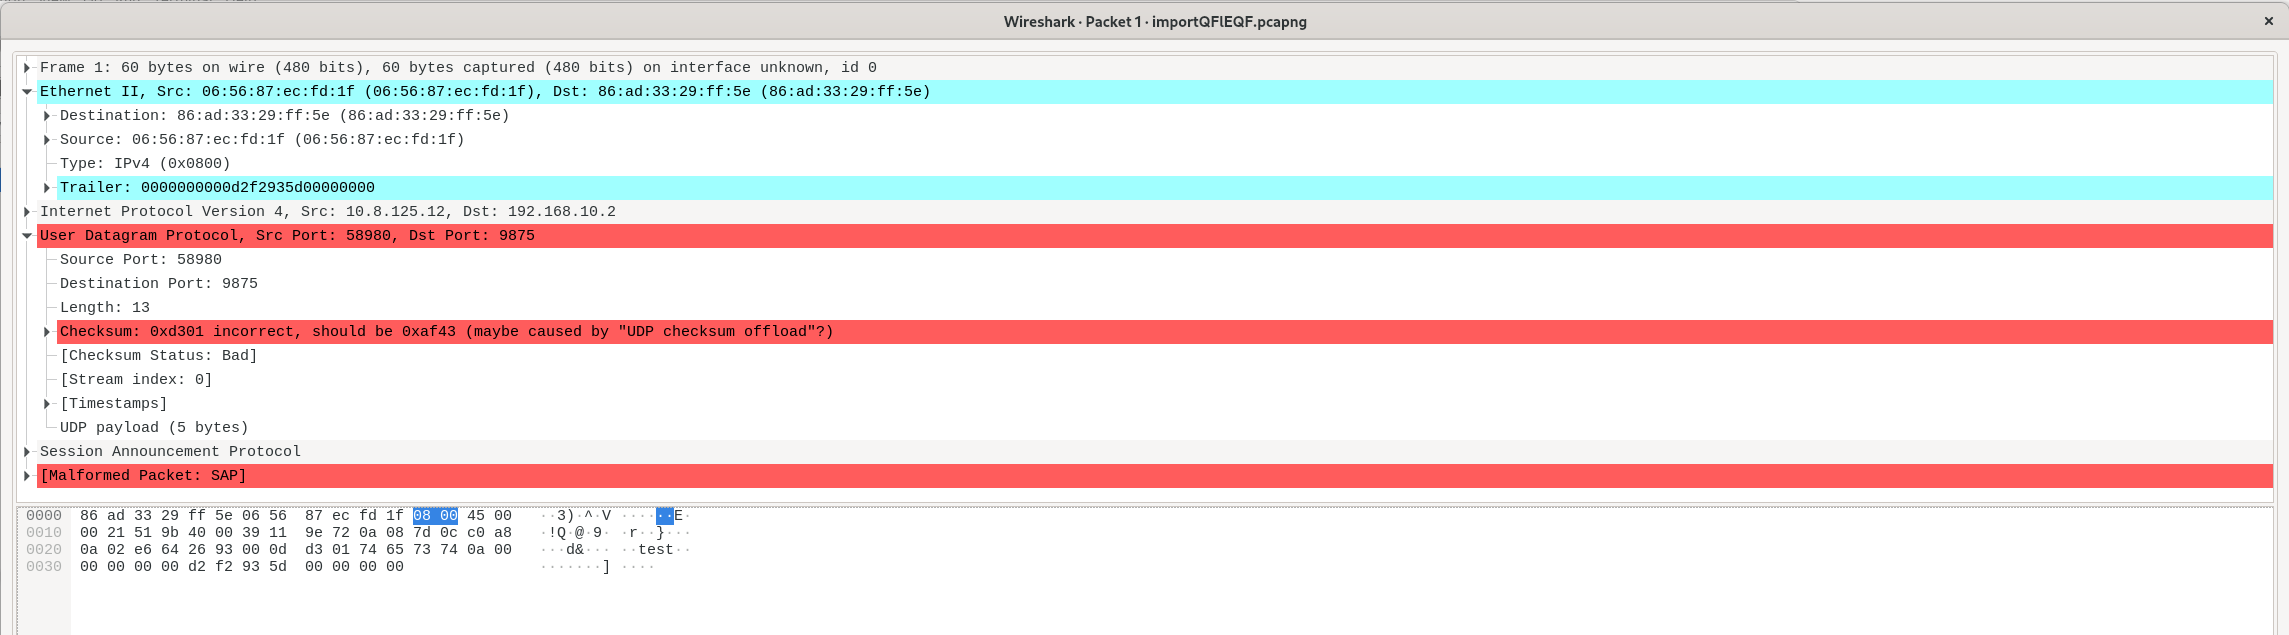 Wireshark · Packet 1 · importQFlEQF.pcapng
Frame 1: 60 bytes on wire (480 bits), 60 bytes captured (480 bits) on interface unknown, id 0
Ethernet II, Src: 06:56:87:ec:fd:1f (06:56:87:ec:fd:1f), Dst: 86:ad:33:29:ff:5e (86:ad:33:29:ff:5e)
Destination: 86:ad:33:29:ff:5e (86:ad:33:29:ff:5e)
Source: 06:56:87:ec:fd:1f (06:56:87:ec:fd:1f)
Type: IPv4 (0x0800)
Trailer: 0000000000d2f2935d00000000
Internet Protocol Version 4, Src: 10.8.125.12, Dst: 192.168.10.2
User Datagram Protocol, Src Port: 58980, Dst Port: 9875
Source Port: 58980
Destination Port: 9875
Length: 13
Checksum: 0xd301 incorrect, should be 0xaf43 (maybe caused by "UDP checksum offload"?)
[Checksum Status: Bad]
[Stream index: 0]
[Timestamps]
UDP payload (5 bytes)
Session Announcement Protocol
[Malformed Packet: SAP]
0000 86 ad 33 29 ff 5e 06 56 87 ec fd 1f 08 00 45 00 ··3)·^·V ······E·
0010 00 21 51 9b 40 00 39 11 9e 72 0a 08 7d 0c c0 a8 ·!Q·@·9· ·r··}···
0020 0a 02 e6 64 26 93 00 0d d3 01 74 65 73 74 0a 00 ···d&··· ··test··
0030 00 00 00 00 d2 f2 93 5d 00 00 00 00 ·······] ····